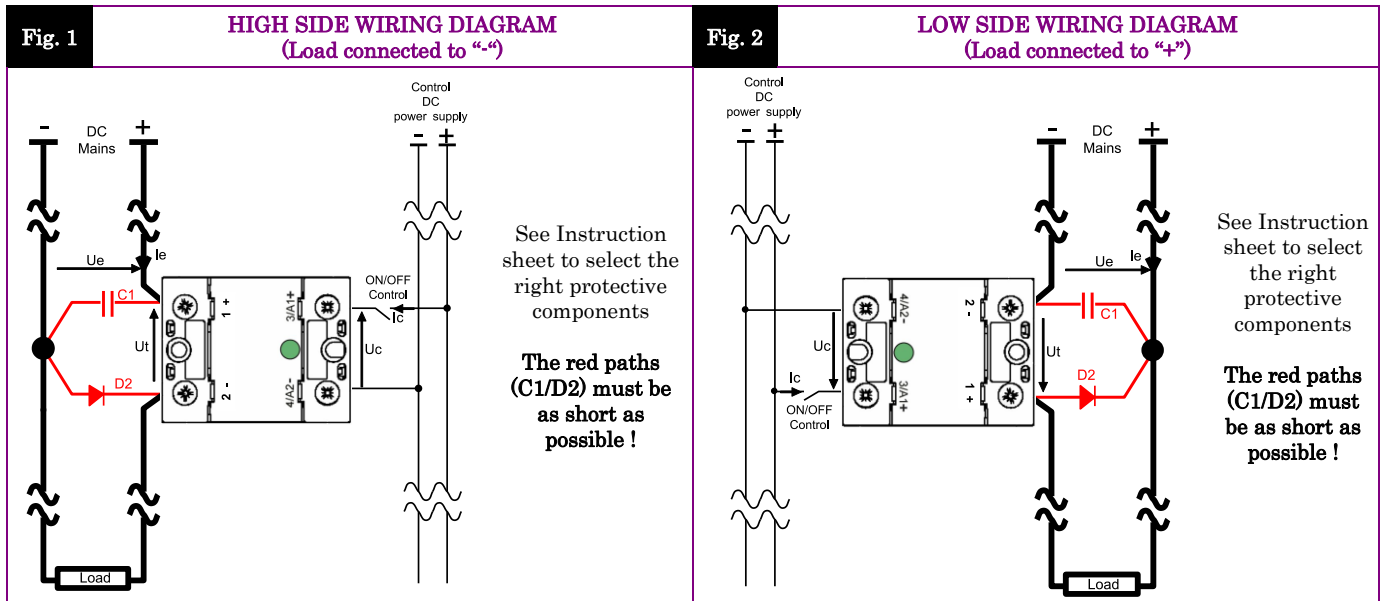 Fig. 1
HIGH SIDE WIRING DIAGRAM
(Load connected to “-“)
Control
DC
power supply
- +
- DC +
Mains
Ue
Ie
C1
1 +
3/A1+
ON/OFF
Control
Ic
Ut
Uc
D2
2 -
4/A2-
Load
See Instruction
sheet to select the
right protective
components
The red paths
(C1/D2) must be
as short as
possible !
Fig. 2
LOW SIDE WIRING DIAGRAM
(Load connected to “+”)
Control
DC
power supply
- +
- DC +
Mains
Ue
Ie
4/A2-
2 -
C1
Uc
Ut
Ic
D2
3/A1+
1 +
ON/OFF
Control
Load
See Instruction
sheet to select
the right
protective
components
The red paths
(C1/D2) must
be as short as
possible !